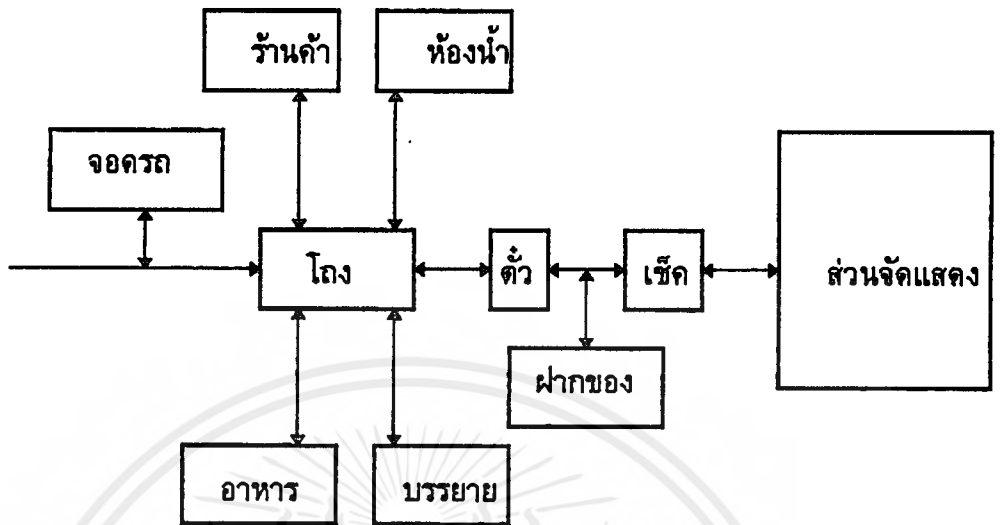 ร้านค้า
ห้องน้ำ
จอดรถ
โถง
ตั๋ว
เช็ค
ส่วนจัดแสดง
ฝากของ
อาหาร
บรรยาย